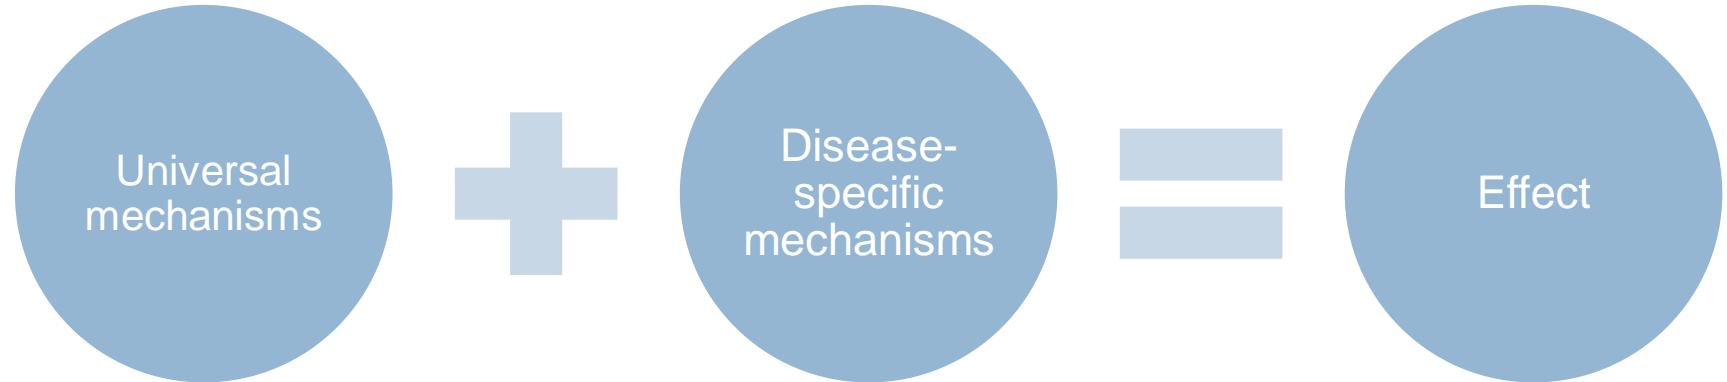 Universal
mechanisms
Disease-
specific
mechanisms
Effect